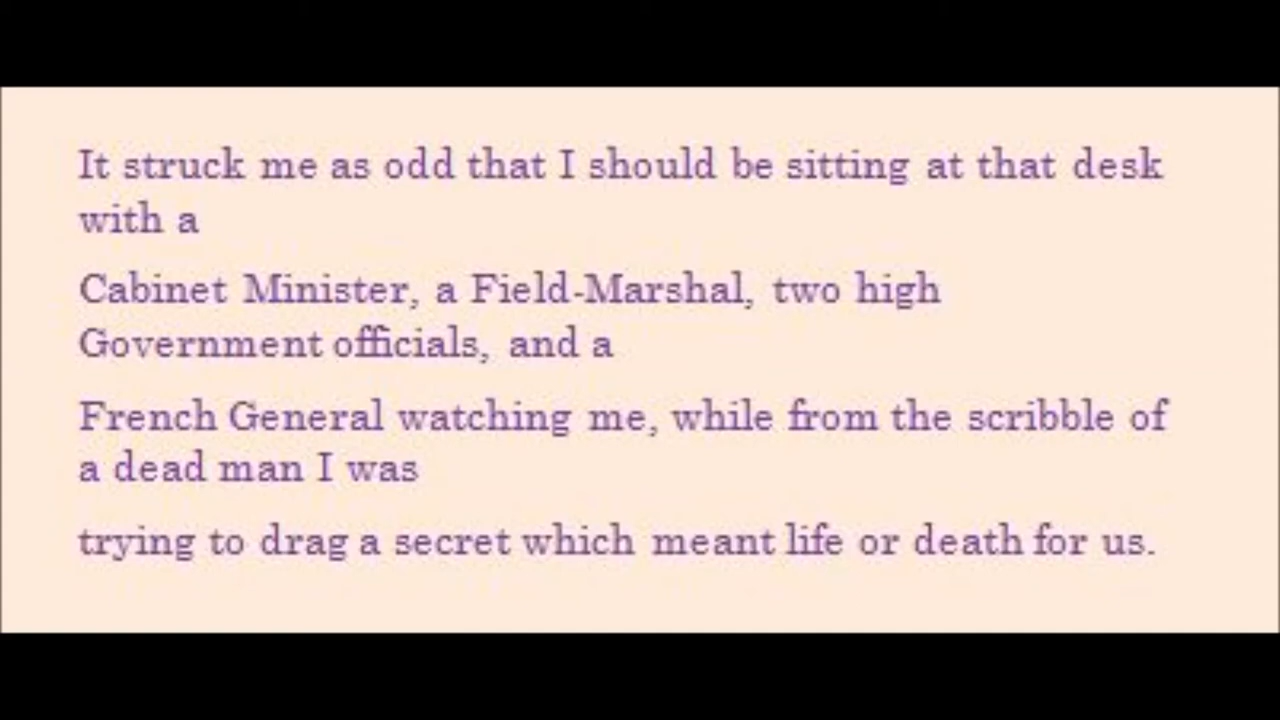 It struck me as odd that I should be sitting at that desk
with a
Cabinet Minister, a Field-Marshal, two high
Government officials, and a
French General watching me, while from the scribble of
a dead man I was
trying to drag a secret which meant life or death for us.